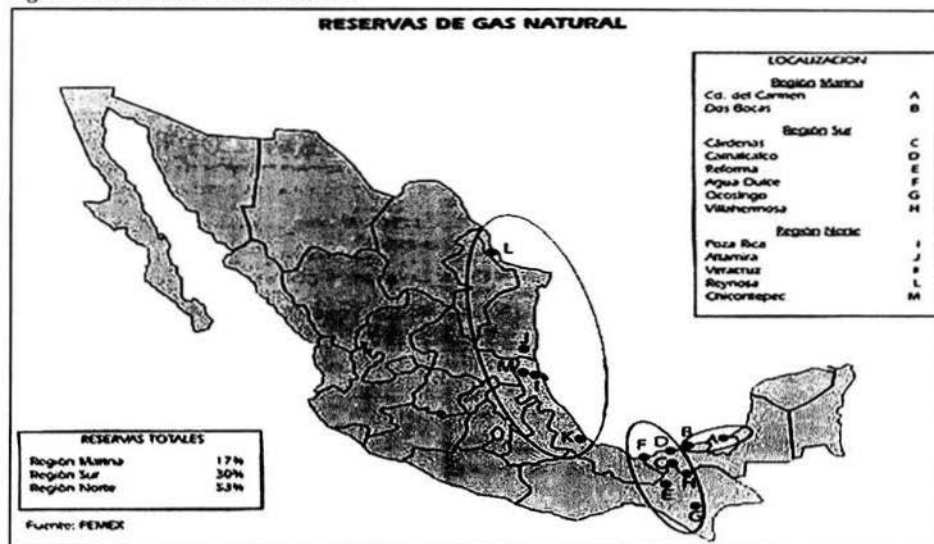 RESERVAS DE GAS NATURAL
LOCALIZACION
Región Marina
Cd. del Carmen A
Dos Bocas B
Región Sur
Cárdenas C
Comalcalco D
Reforma E
Agua Dulce F
Ocosingo G
Villahermosa H
Región Norte
Poza Rica I
Altamira J
Veracruz K
Reynosa L
Chicontepec M
L
J
M
I
K
B
A
F
D
C
H
E
G
RESERVAS TOTALES
Región Marina 17%
Región Sur 30%
Región Norte 53%
Fuente: PEMEX